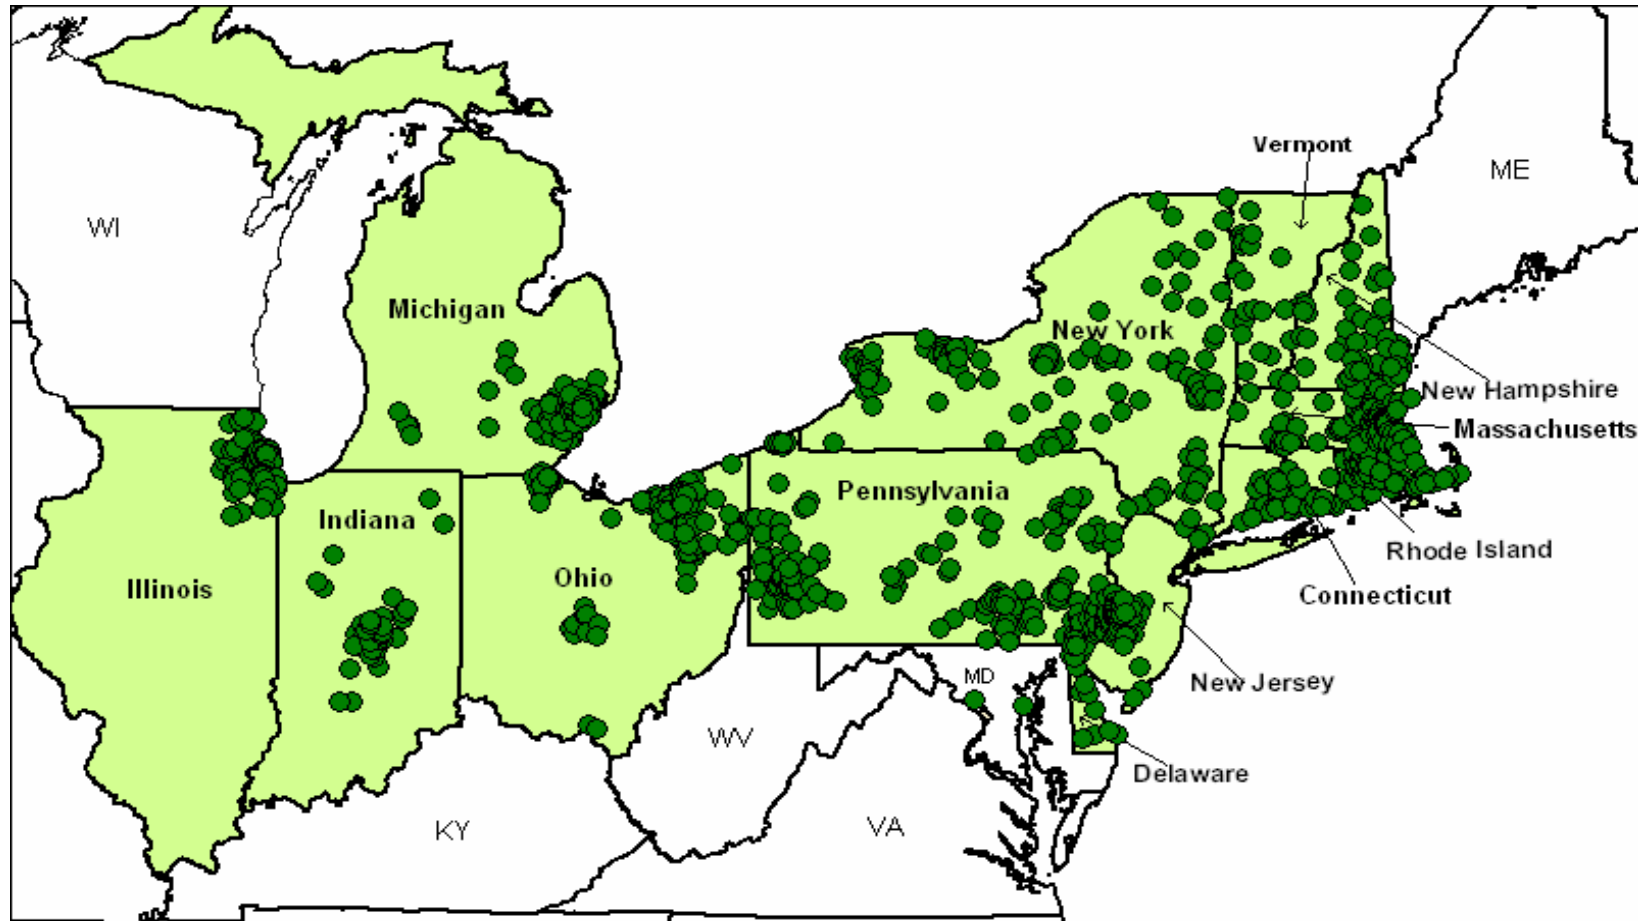 Vermont
ME
WI
Michigan
New York
New Hampshire
Massachusetts
Pennsylvania
Indiana
Rhode Island
Ohio
Illinois
Connecticut
MD
New Jersey
WV
Delaware
VA
KY